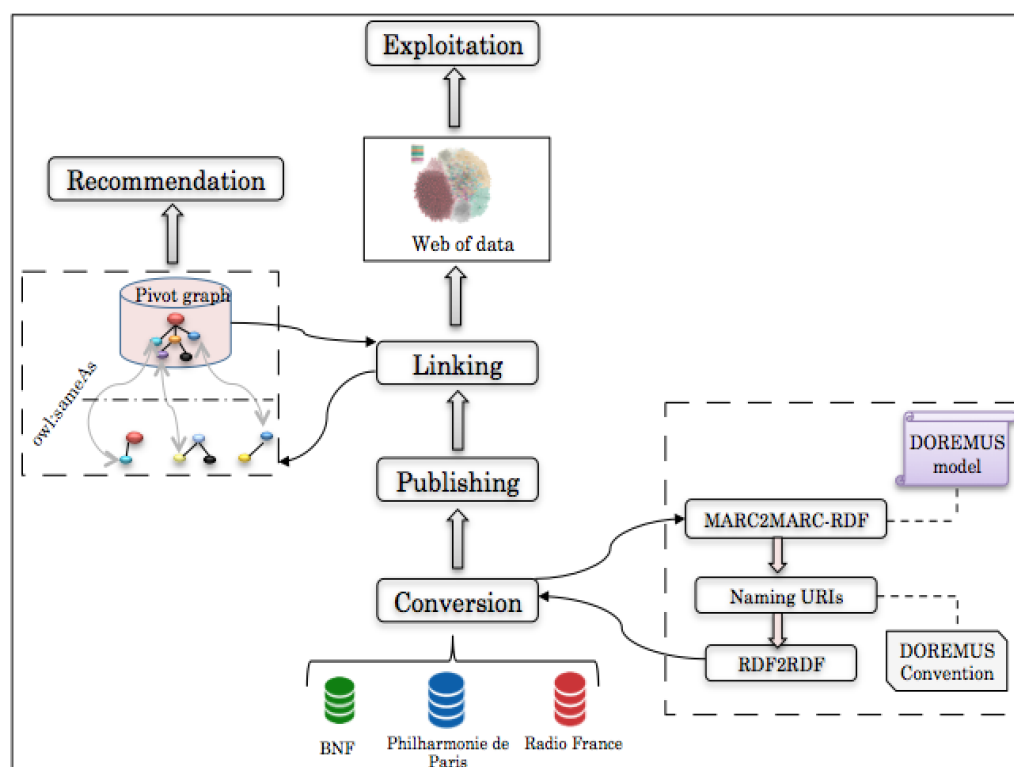 Exploitation
Web of data
Recommendation
Pivot graph
owl:sameAs
Linking
Publishing
Conversion
DOREMUS
model
MARC2MARC-RDF
Naming URIs
RDF2RDF
DOREMUS
Convention
BNF
Philharmonie de
Paris
Radio France